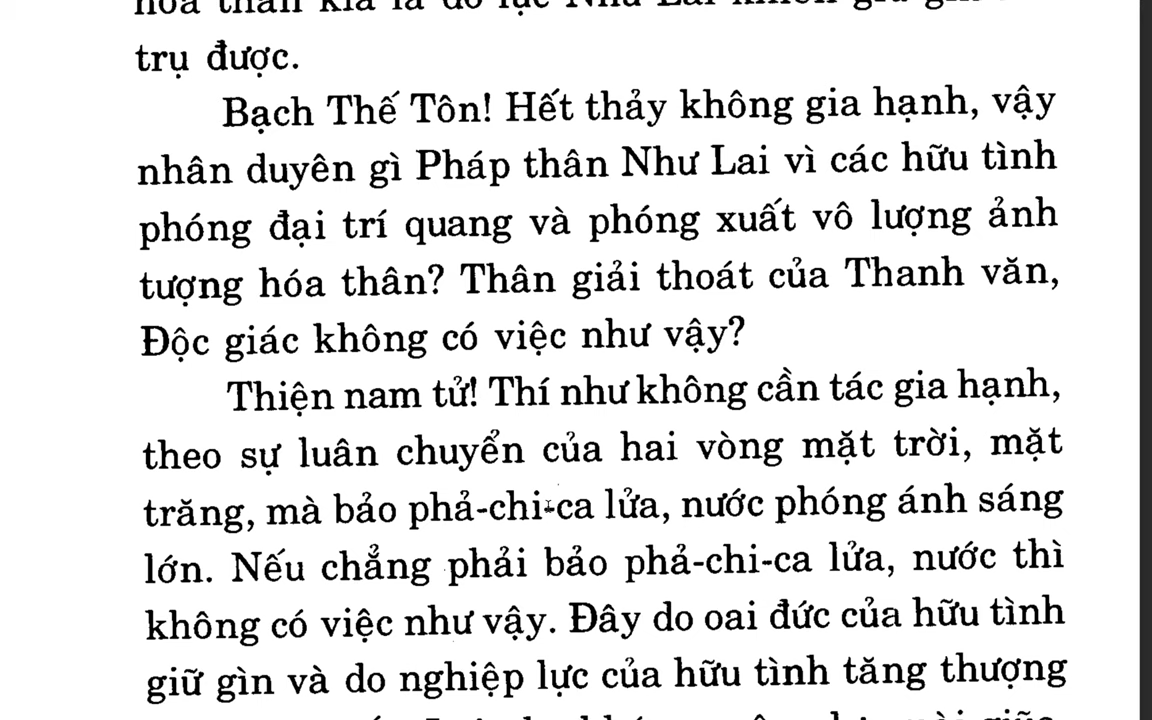 trụ được.
Bạch Thế Tôn! Hết thảy không gia hạnh, vậy
nhân duyên gì Pháp thân Như Lai vì các hữu tình
phóng đại trí quang và phóng xuất vô lượng ảnh
tượng hóa thân? Thân giải thoát của Thanh văn,
Độc giác không có việc như vậy?
Thiện nam tử! Thí như không cần tác gia hạnh,
theo sự luân chuyển của hai vòng mặt trời, mặt
trăng, mà bảo phả-chi-ca lửa, nước phóng ánh sáng
lớn. Nếu chẳng phải bảo phả-chi-ca lửa, nước thì
không có việc như vậy. Đây do oai đức của hữu tình
giữ gìn và do nghiệp lực của hữu tình tăng thượng